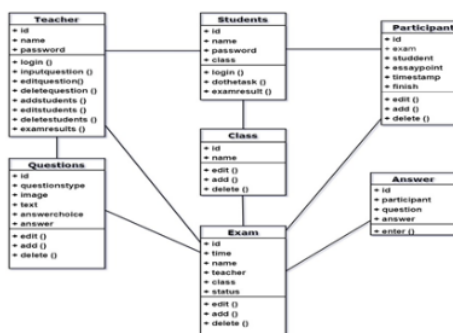 Teacher
+ id
+ name
+ password
+ login ()
+ inputquestion()
+ editquestion()
+ deletequestion ()
+ addstudents ()
+ editstudents ()
+ deletestudents ()
+ examresults ()
Students
+ id
+ name
+ password
+ class
+ login ()
+ dothetask ()
+ examresult ()
Participant
+ id
+ exam
+ studdent
+ essaypoint
+ timestamp
+ finish
+ edit ()
+ add ()
+ delete ()
Class
+ id
+ name
+ edit ()
+ add ()
+ delete ()
Questions
+ id
+ questionstype
+ image
+ text
+ answerchoice
+ answer
+ edit ()
+ add ()
+ delete ()
Answer
+ id
+ participant
+ question
+ answer
+ enter ()
Exam
+ id
+ time
+ name
+ teacher
+ class
+ status
+ edit ()
+ add ()
+ delete ()